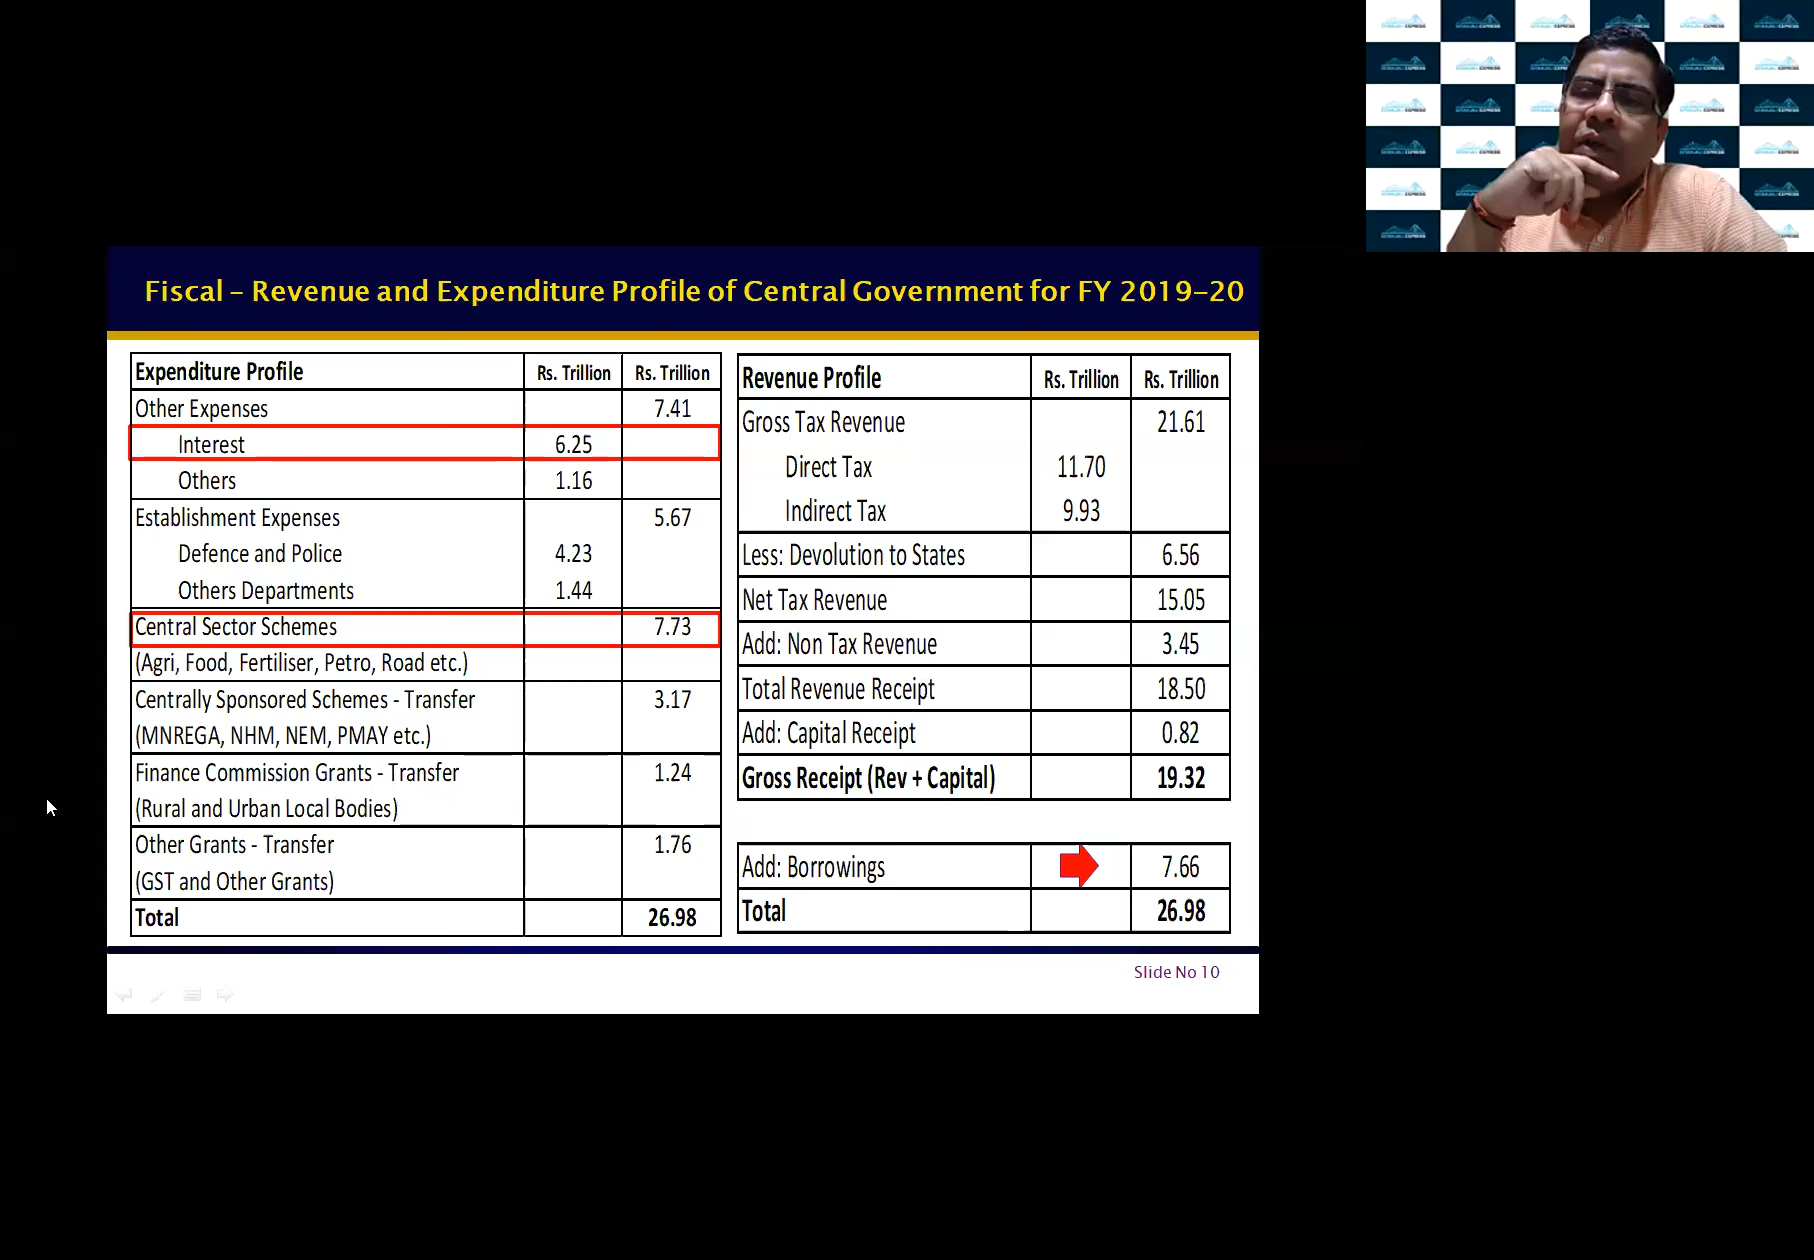 Fiscal – Revenue and Expenditure Profile of Central Government for FY 2019-20
Expenditure Profile Rs. Trillion Rs. Trillion
Other Expenses 7.41
Interest 6.25
Others 1.16
Establishment Expenses 5.67
Defence and Police 4.23
Others Departments 1.44
Central Sector Schemes 7.73
(Agri, Food, Fertiliser, Petro, Road etc.)
Centrally Sponsored Schemes - Transfer 3.17
(MNREGA, NHM, NEM, PMAY etc.)
Finance Commission Grants - Transfer 1.24
(Rural and Urban Local Bodies)
Other Grants - Transfer 1.76
(GST and Other Grants)
Total 26.98
Revenue Profile Rs. Trillion Rs. Trillion
Gross Tax Revenue 21.61
Direct Tax 11.70
Indirect Tax 9.93
Less: Devolution to States 6.56
Net Tax Revenue 15.05
Add: Non Tax Revenue 3.45
Total Revenue Receipt 18.50
Add: Capital Receipt 0.82
Gross Receipt (Rev + Capital) 19.32
Add: Borrowings 7.66
Total 26.98
Slide No 10